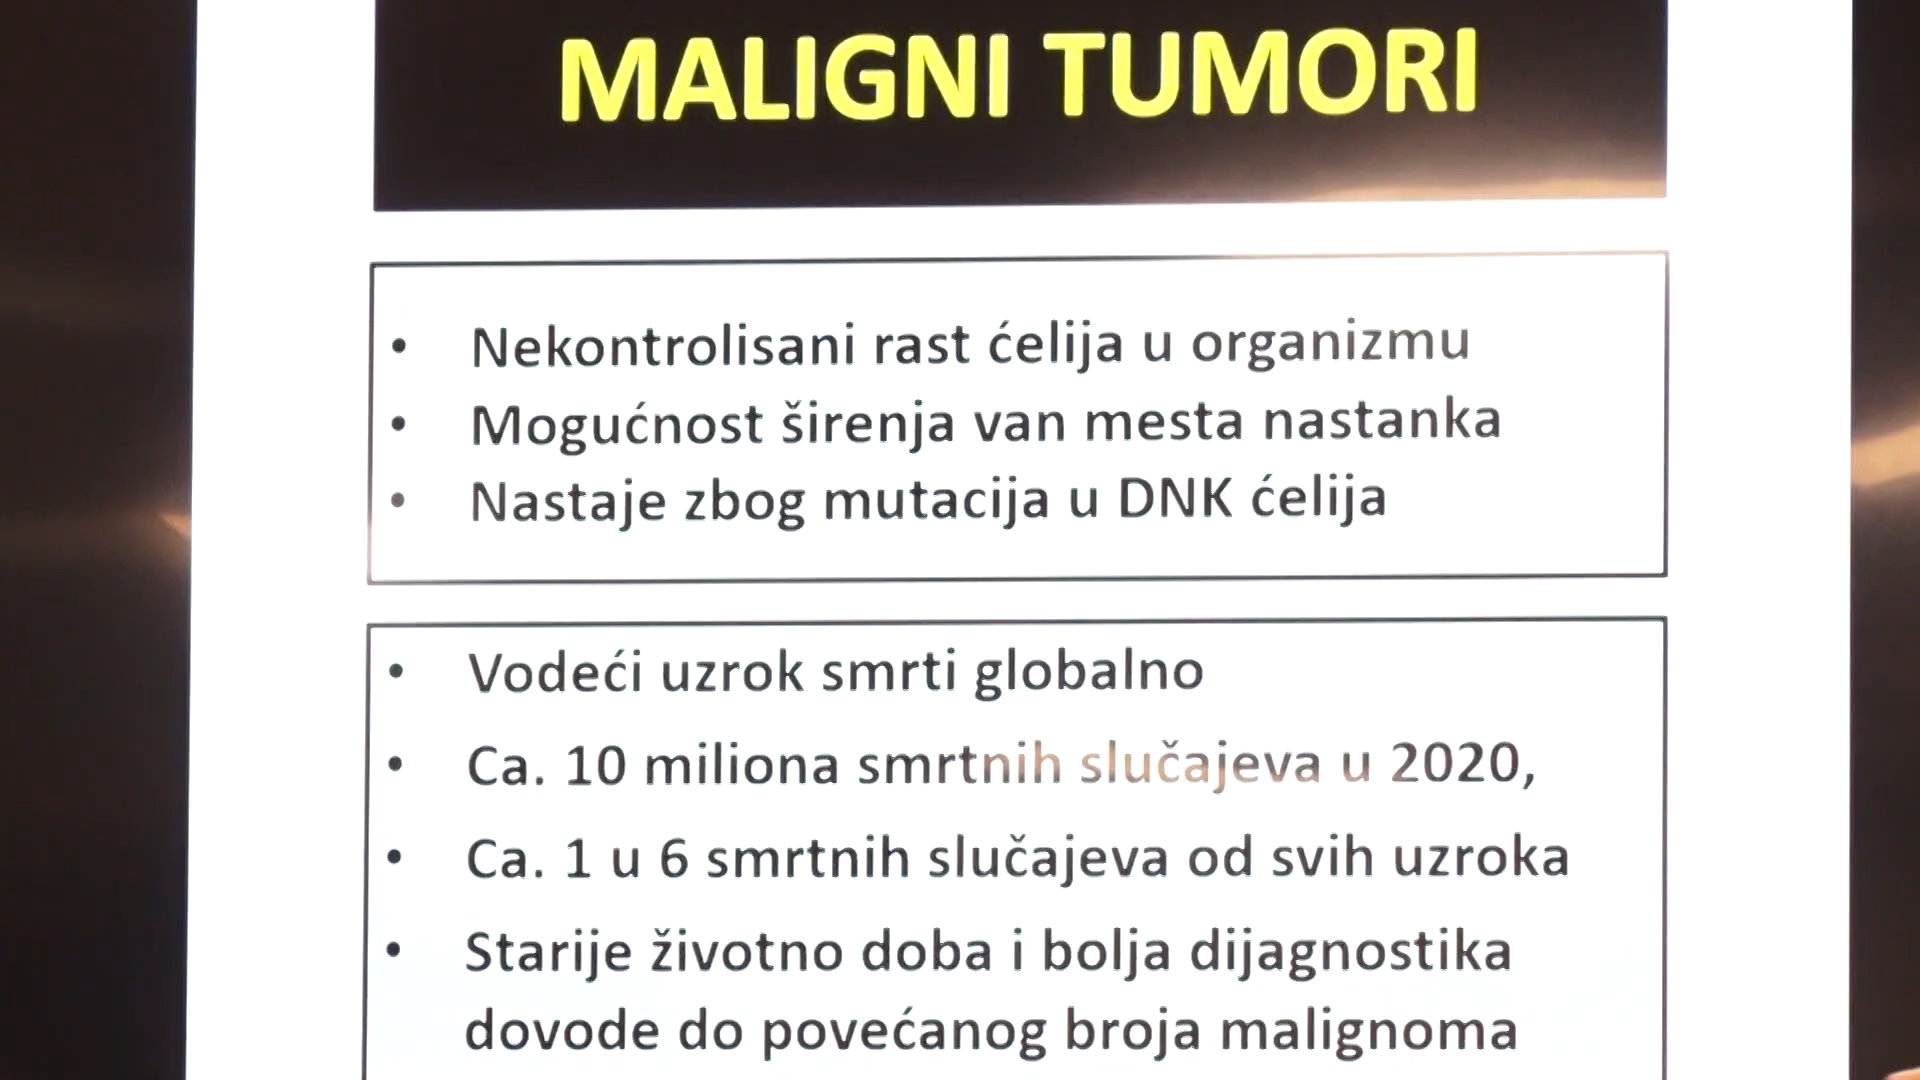 MALIGNI TUMORI
• Nekontrolisani rast ćelija u organizmu
• Mogućnost širenja van mesta nastanka
• Nastaje zbog mutacija u DNK ćelija
• Vodeći uzrok smrti globalno
• Ca. 10 miliona smrtnih slučajeva u 2020,
• Ca. 1 u 6 smrtnih slučajeva od svih uzroka
• Starije životno doba i bolja dijagnostika
dovode do povećanog broja malignoma